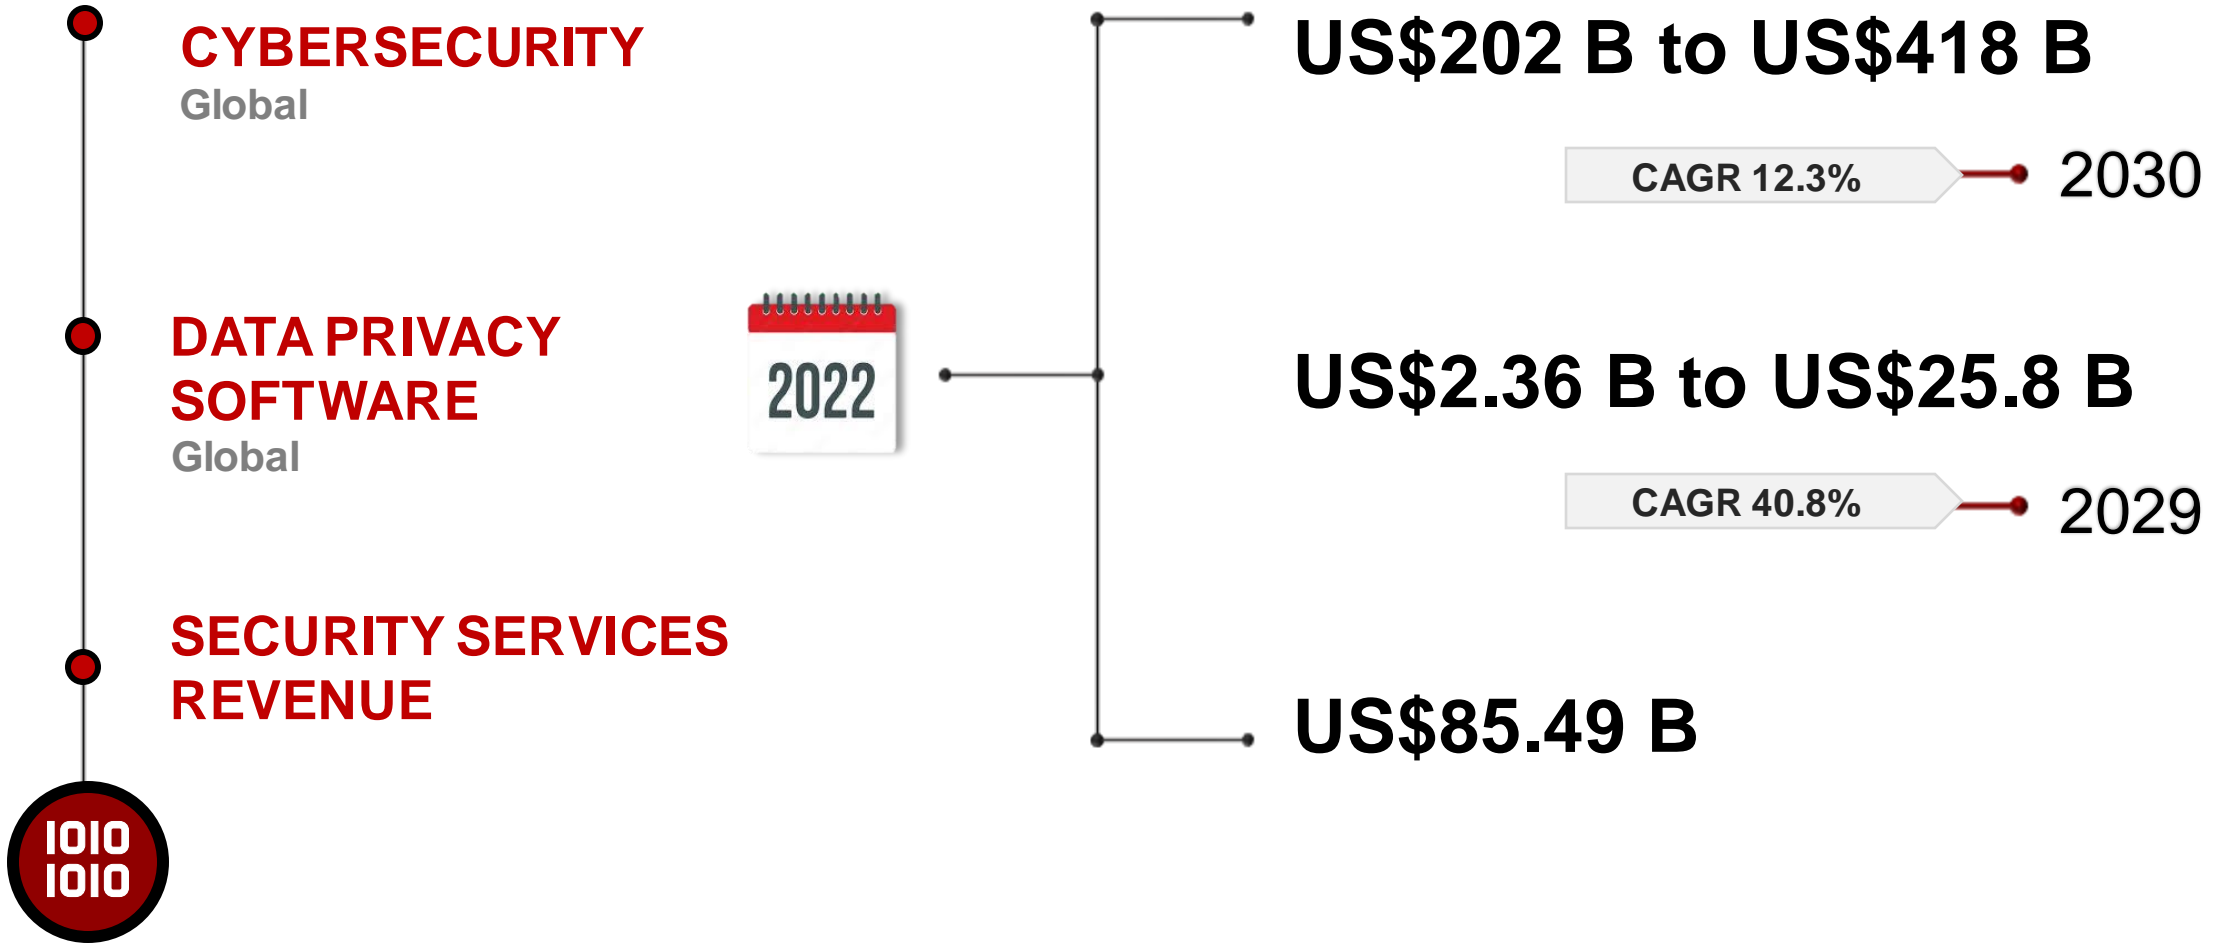 CYBERSECURITY
Global
US$202 B to US$418 B
CAGR 12.3%
2030
DATA PRIVACY
SOFTWARE
Global
2022
US$2.36 B to US$25.8 B
CAGR 40.8%
2029
SECURITY SERVICES
REVENUE
US$85.49 B
1010
1010